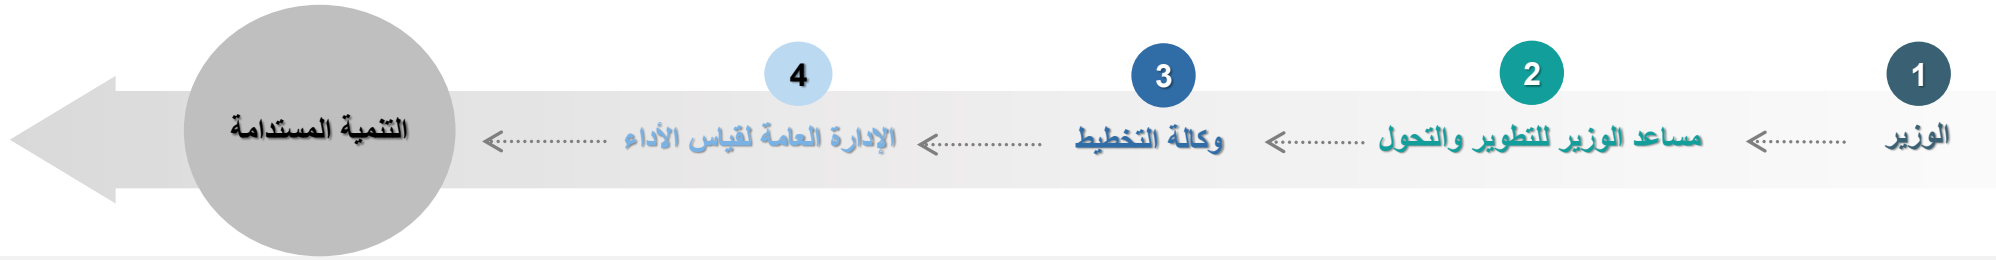 1
الوزير
2
مساعد الوزير للتطوير والتحول
3
وكالة التخطيط
4
الإدارة العامة لقياس الأداء
التنمية المستدامة